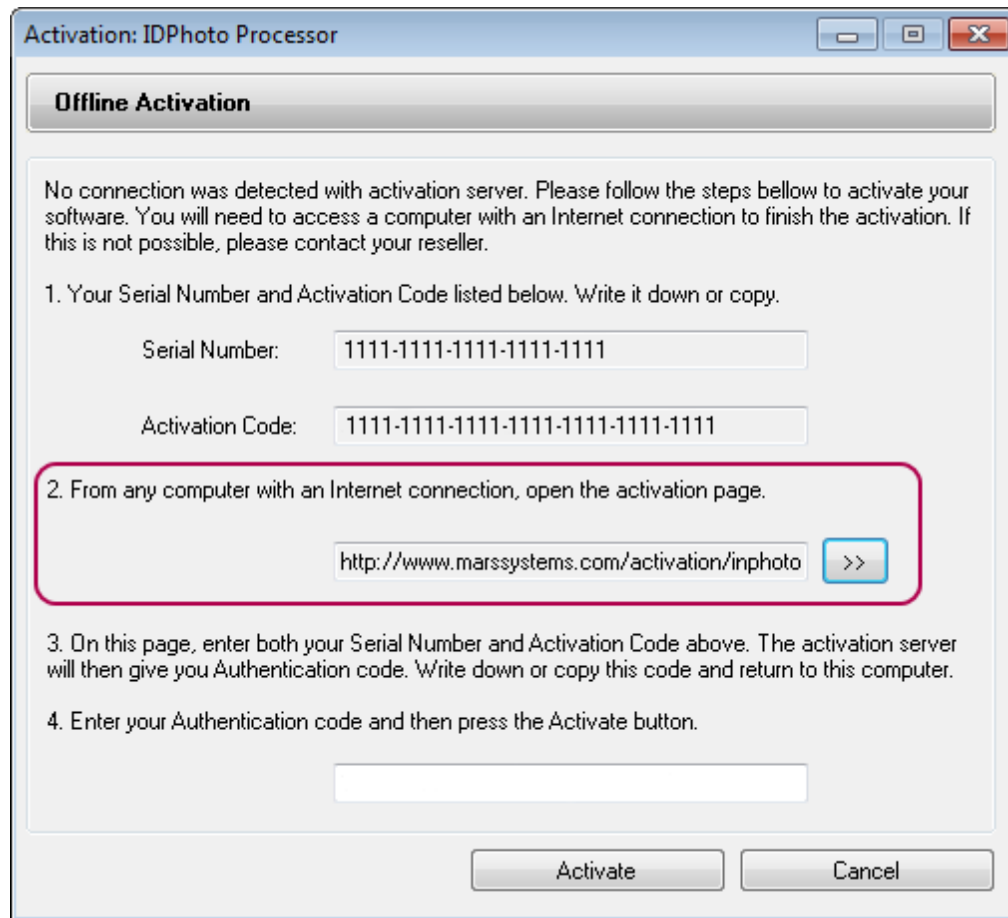 Activation: IDPhoto Processor
Offline Activation
No connection was detected with activation server. Please follow the steps bellow to activate your
software. You will need to access a computer with an Internet connection to finish the activation. If
this is not possible, please contact your reseller.
1. Your Serial Number and Activation Code listed below. Write it down or copy.
Serial Number: 1111-1111-1111-1111-1111
Activation Code: 1111-1111-1111-1111-1111-1111-1111
2. From any computer with an Internet connection, open the activation page.
http://www.marssystems.com/activation/inphoto >>
3. On this page, enter both your Serial Number and Activation Code above. The activation server
will then give you Authentication code. Write down or copy this code and return to this computer.
4. Enter your Authentication code and then press the Activate button.
Activate Cancel